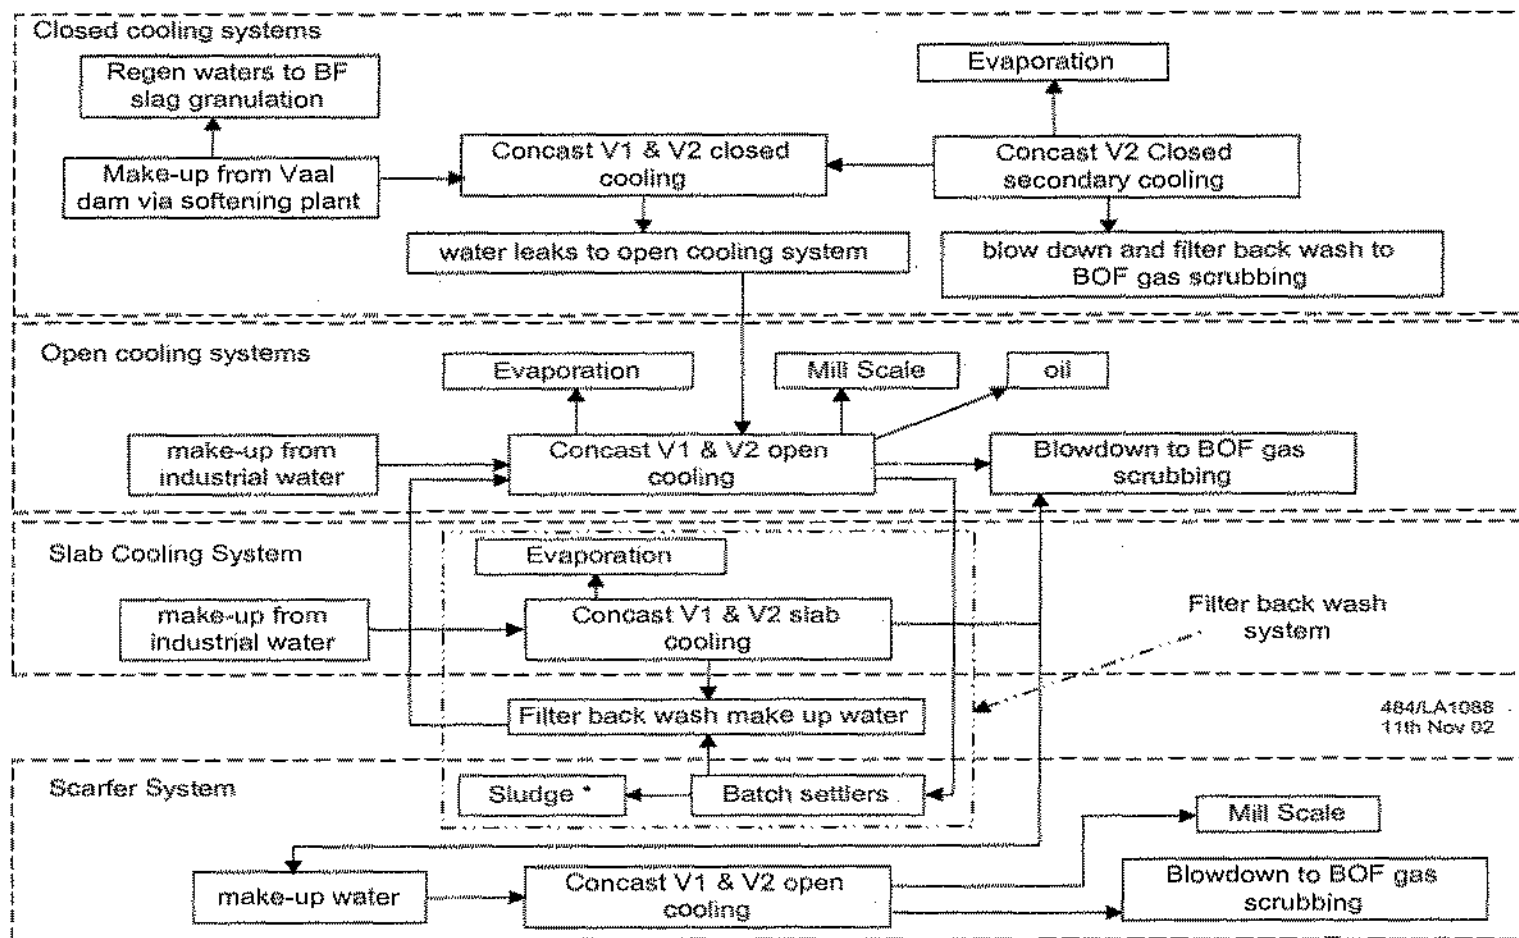 Closed cooling systems
Regen waters to BF
slag granulation
Evaporation
Make-up from Vaal
dam via softening plant
Concast V1 & V2 closed
cooling
Concast V2 Closed
secondary cooling
water leaks to open cooling system
blow down and filter back wash to
BOF gas scrubbing
Open cooling systems
Evaporation
Mill Scale
oil
make-up from
industrial water
Concast V1 & V2 open
cooling
Blowdown to BOF gas
scrubbing
Slab Cooling System
Evaporation
make-up from
industrial water
Concast V1 & V2 slab
cooling
Filter back wash
system
Filter back wash make up water
484/LA1088
11th Nov 02
Scarfer System
Sludge *
Batch settlers
Mill Scale
make-up water
Concast V1 & V2 open
cooling
Blowdown to BOF gas
scrubbing